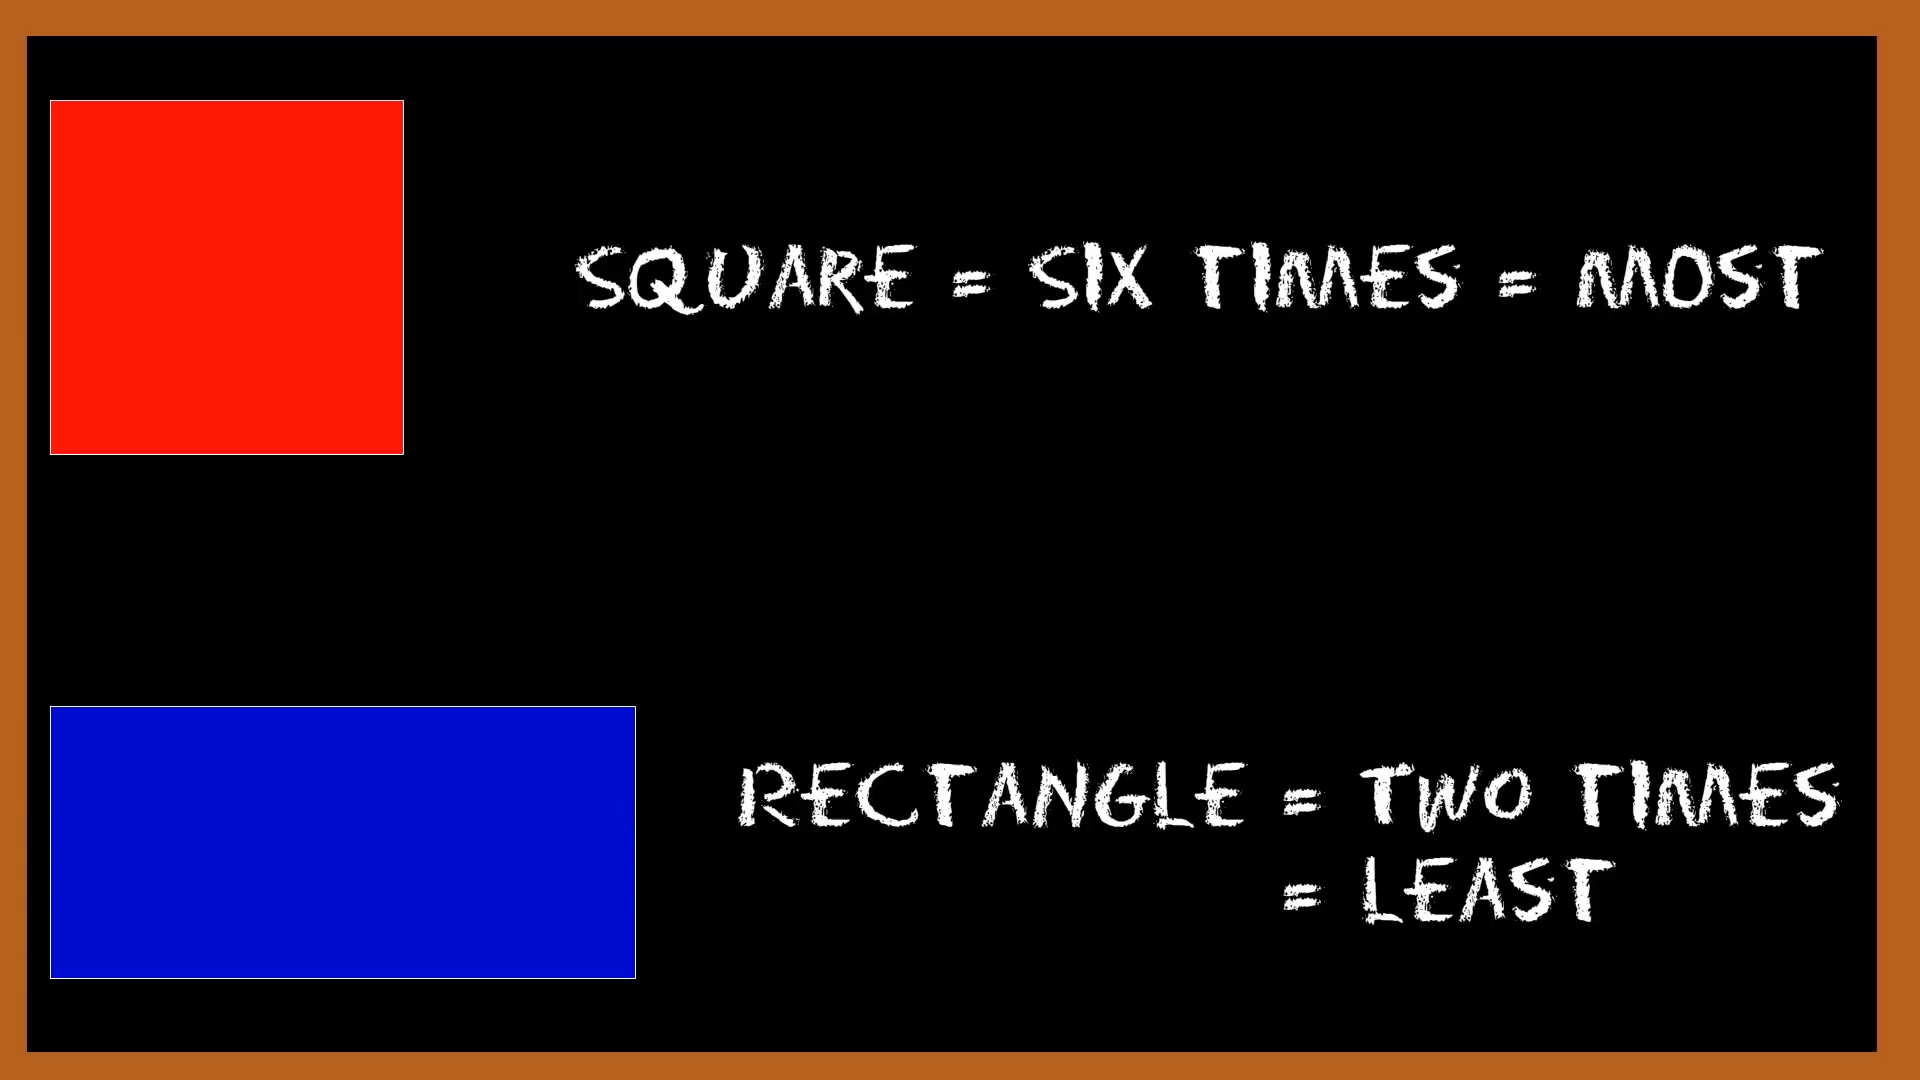 SQUARE = SIX TIMES = MOST
RECTANGLE = TWO TIMES
= LEAST